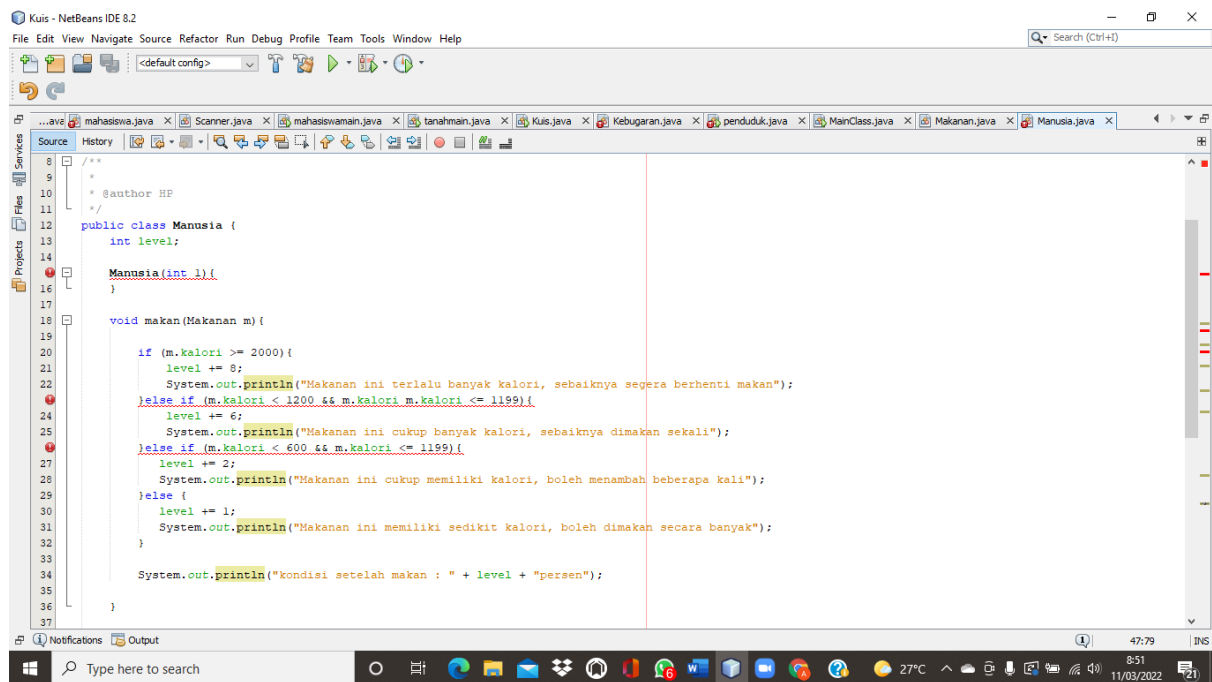 Kuis - NetBeans IDE 8.2
File Edit View Navigate Source Refactor Run Debug Profile Team Tools Window Help
Search (Ctrl+I)
<default config>
...ava mahasiswa.java Scanner.java mahasiswamain.java tanahmain.java Kuis.java Kebugaran.java penduduk.java MainClass.java Makanan.java Manusia.java
Source History
Services
Files
Projects
8 /**
9 *
10 * @author HP
11 */
12 public class Manusia {
13 int level;
14
Manusia(int l){
16 }
17
18 void makan(Makanan m){
19
20 if (m.kalori >= 2000){
21 level += 8;
22 System.out.println("Makanan ini terlalu banyak kalori, sebaiknya segera berhenti makan");
}else if (m.kalori < 1200 && m.kalori m.kalori <= 1199){
24 level += 6;
25 System.out.println("Makanan ini cukup banyak kalori, sebaiknya dimakan sekali");
}else if (m.kalori < 600 && m.kalori <= 1199){
27 level += 2;
28 System.out.println("Makanan ini cukup memiliki kalori, boleh menambah beberapa kali");
29 }else {
30 level += 1;
31 System.out.println("Makanan ini memiliki sedikit kalori, boleh dimakan secara banyak");
32 }
33
34 System.out.println("kondisi setelah makan : " + level + "persen");
35
36 }
37
Notifications Output
1 47:79 INS
Type here to search
27°C
8:51
11/03/2022
21